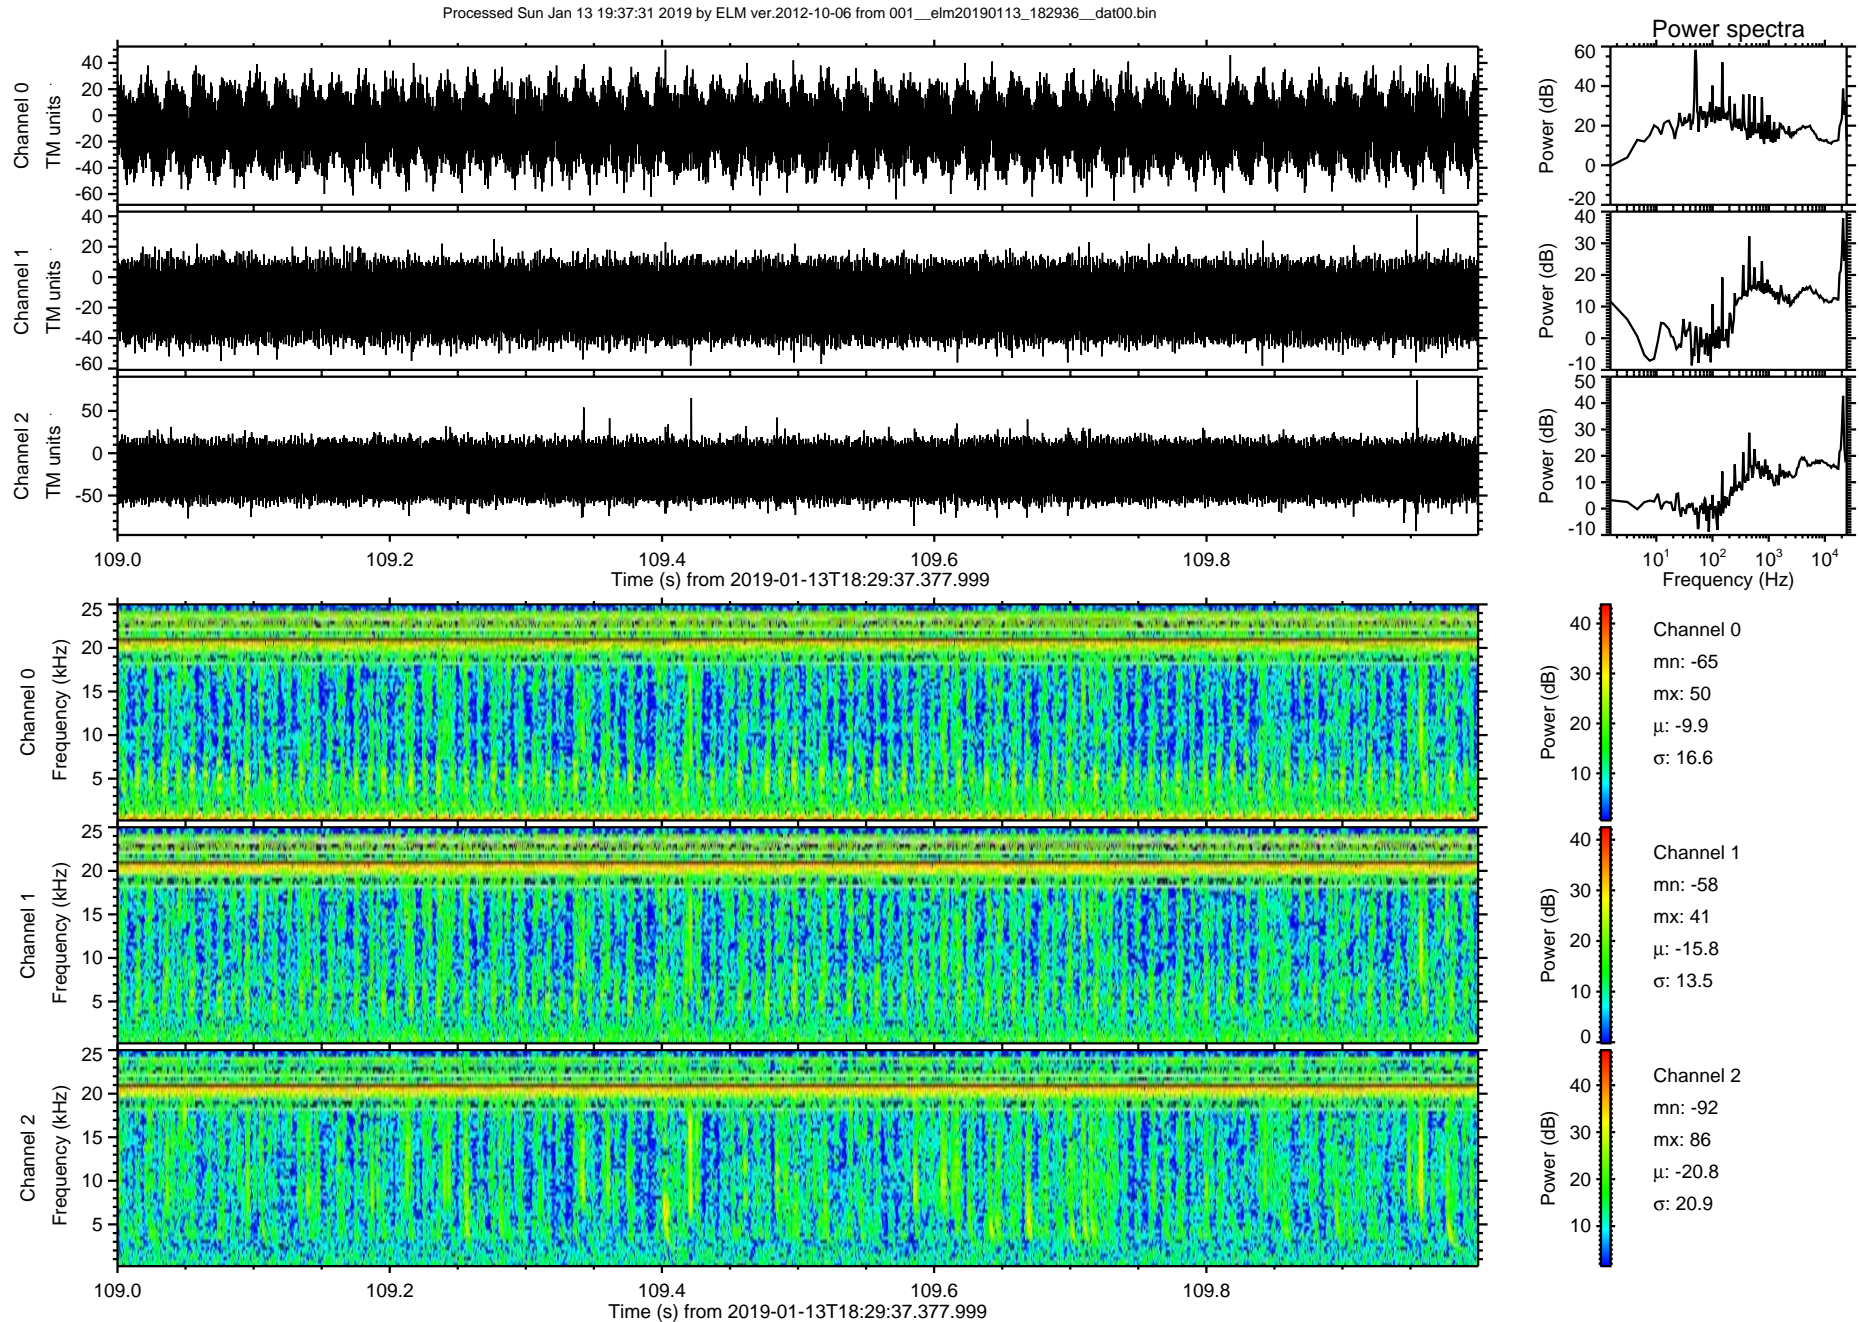 Processed Sun Jan 13 19:37:31 2019 by ELM ver.2012-10-06 from 001__elm20190113_182936__dat00.bin
Power spectra
Channel 0
TM units
40
20
0
-20
-40
-60
Power (dB)
60
40
20
0
-20
Channel 1
TM units
40
20
0
-20
-40
-60
Power (dB)
40
30
20
10
0
-10
Channel 2
TM units
50
0
-50
Power (dB)
50
40
30
20
10
0
-10
109.0 109.2 109.4 109.6 109.8
Time (s) from 2019-01-13T18:29:37.377.999
10^1 10^2 10^3 10^4
Frequency (Hz)
Channel 0
Frequency (kHz)
25
20
15
10
5
Power (dB)
40
30
20
10
Channel 0
mn: -65
mx: 50
μ: -9.9
σ: 16.6
Channel 1
Frequency (kHz)
25
20
15
10
5
Power (dB)
40
30
20
10
0
Channel 1
mn: -58
mx: 41
μ: -15.8
σ: 13.5
Channel 2
Frequency (kHz)
25
20
15
10
5
Power (dB)
40
30
20
10
Channel 2
mn: -92
mx: 86
μ: -20.8
σ: 20.9
109.0 109.2 109.4 109.6 109.8
Time (s) from 2019-01-13T18:29:37.377.999